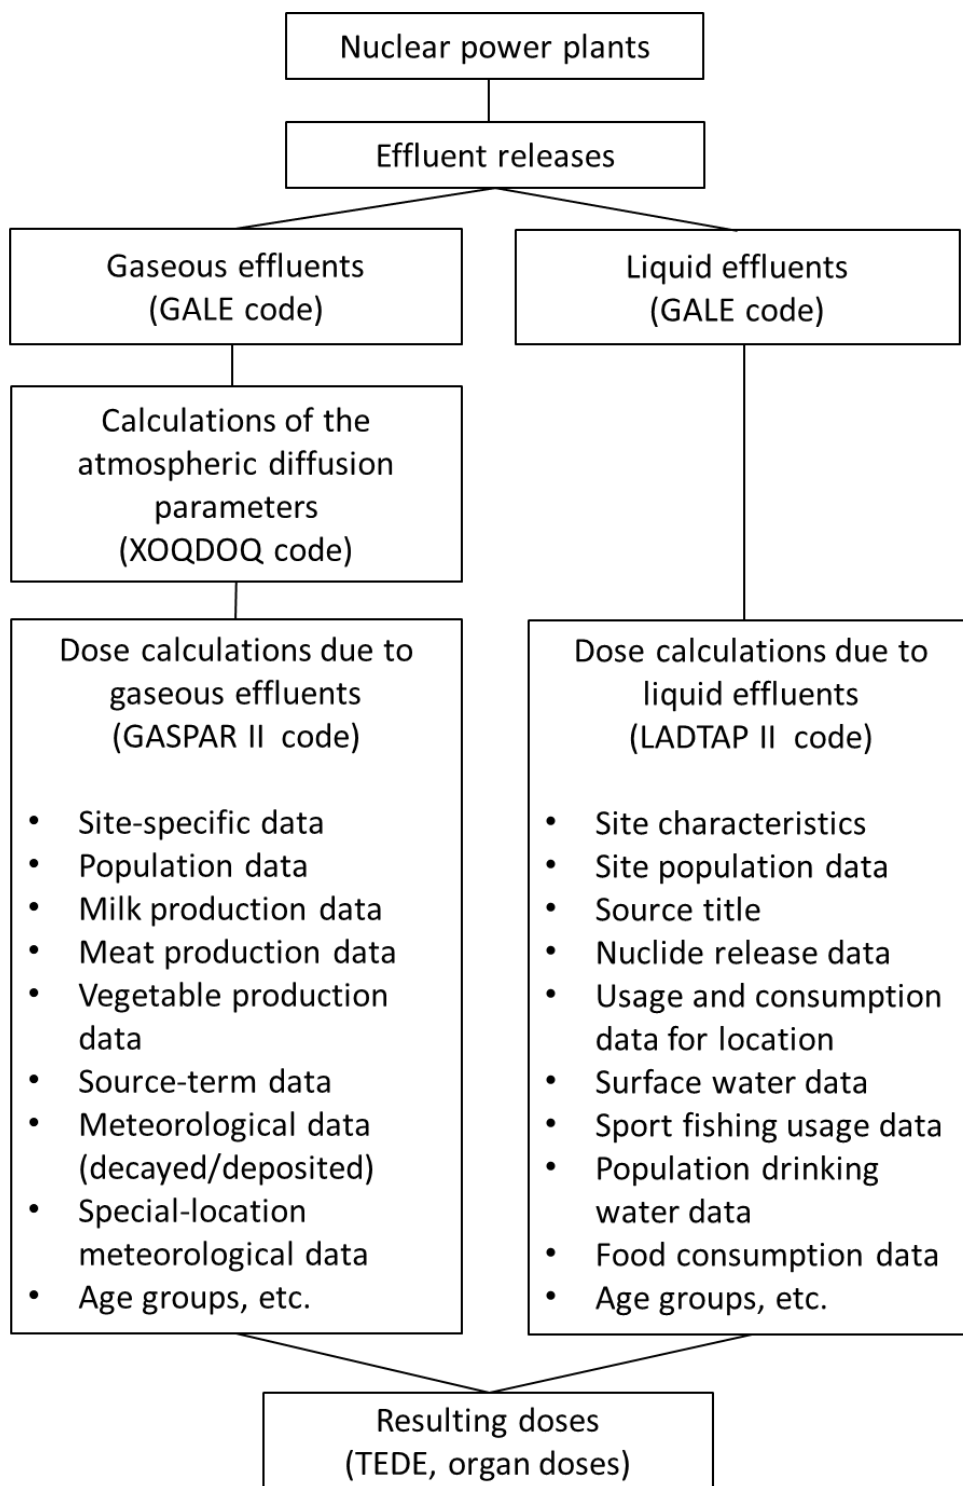 Nuclear power plants
Effluent releases
Gaseous effluents
(GALE code)
Liquid effluents
(GALE code)
Calculations of the
atmospheric diffusion
parameters
(XOQDOQ code)
Dose calculations due to
gaseous effluents
(GASPAR II code)
• Site-specific data
• Population data
• Milk production data
• Meat production data
• Vegetable production
data
• Source-term data
• Meteorological data
(decayed/deposited)
• Special-location
meteorological data
• Age groups, etc.
Dose calculations due to
liquid effluents
(LADTAP II code)
• Site characteristics
• Site population data
• Source title
• Nuclide release data
• Usage and consumption
data for location
• Surface water data
• Sport fishing usage data
• Population drinking
water data
• Food consumption data
• Age groups, etc.
Resulting doses
(TEDE, organ doses)